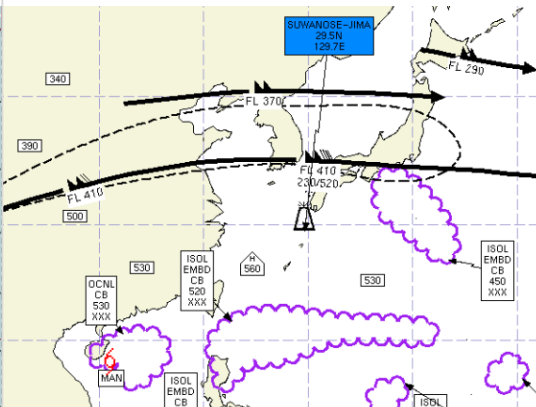 SUWANOSE-JIMA
29.5N
129.7E
340
FL 290
FL 370
390
FL 410
230/520
FL 410
500
530
H
560
530
ISOL
EMBD
CB
520
XXX
ISOL
EMBD
CB
450
XXX
OCNL
CB
530
XXX
MAN
ISOL
EMBD
CB
ISOL